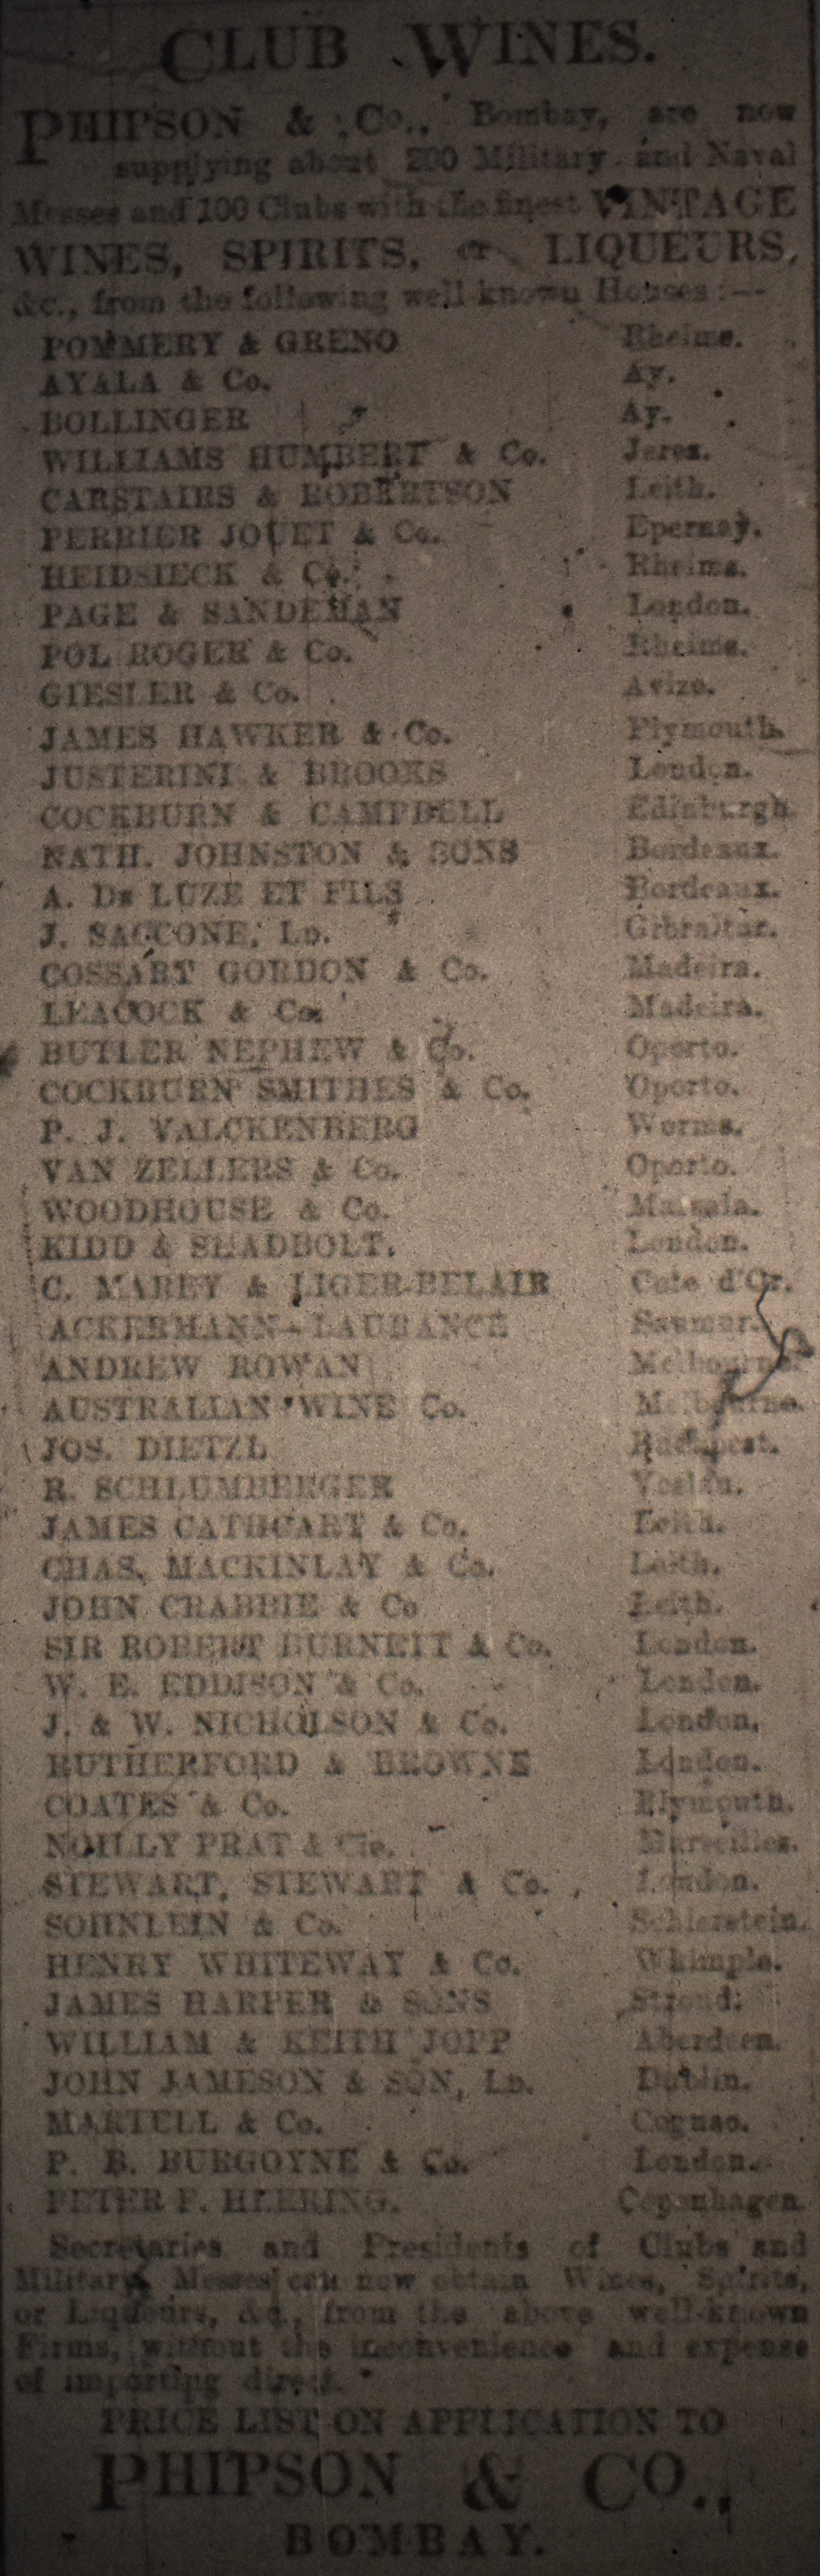 CLUB WINES.
PHIPSON & Co., Bombay, are now
supplying about 200 Military and Naval
Messes and 100 Clubs with the finest VINTAGE
WINES, SPIRITS, or LIQUEURS,
&c., from the following well known Houses:—
POMMERY & GRENO Rheims.
AYALA & Co. Ay.
BOLLINGER Ay.
WILLIAMS HUMBERT & Co. Jerez.
CARSTAIRS & ROBERTSON Leith.
PERRIER JOUET & Co. Epernay.
HEIDSIECK & Co. Rheims.
PAGE & SANDEMAN London.
POL ROGER & Co. Rheims.
GIESLER & Co. Avize.
JAMES HAWKER & Co. Plymouth.
JUSTERINI & BROOKS London.
COCKBURN & CAMPBELL Edinburgh.
NATH. JOHNSTON & SONS Bordeaux.
A. De LUZE ET FILS Bordeaux.
J. SACCONE, LD. Gibraltar.
COSSART GORDON & Co. Madeira.
LEACOCK & Co. Madeira.
BUTLER NEPHEW & Co. Oporto.
COCKBURN SMITHES & Co. Oporto.
P. J. VALCKENBERG Worms.
VAN ZELLERS & Co. Oporto.
WOODHOUSE & Co. Marsala.
KIDD & SHADBOLT. London.
C. MAREY & LIGER-BELAIR Cote d'Or.
ACKERMANN-LAURANCE Saumur.
ANDREW ROWAN Melbourne.
AUSTRALIAN WINE Co. Melbourne.
JOS. DIETZL Budapest.
R. SCHLUMBERGER Voslau.
JAMES CATHCART & Co. Leith.
CHAS. MACKINLAY & Co. Leith.
JOHN CRABBIE & Co Leith.
SIR ROBERT BURNETT & Co. London.
W. E. EDDISON & Co. London.
J. & W. NICHOLSON & Co. London.
RUTHERFORD & BROWNE London.
COATES & Co. Plymouth.
NOILLY PRAT & Cie. Marseilles.
STEWART, STEWART & Co. London.
SOHNLEIN & Co. Schierstein.
HENRY WHITEWAY & Co. Whimple.
JAMES HARPER & SONS Stroud.
WILLIAM & KEITH JOPP Aberdeen.
JOHN JAMESON & SON, LD. Dublin.
MARTELL & Co. Cognac.
P. B. BURGOYNE & Co. London.
PETER F. HEERING. Copenhagen.
Secretaries and Presidents of Clubs and
Military Messes can now obtain Wines, Spirits,
or Liqueurs, &c., from the above well-known
Firms, without the inconvenience and expense
of importing direct.
PRICE LIST ON APPLICATION TO
PHIPSON & CO.,
BOMBAY.